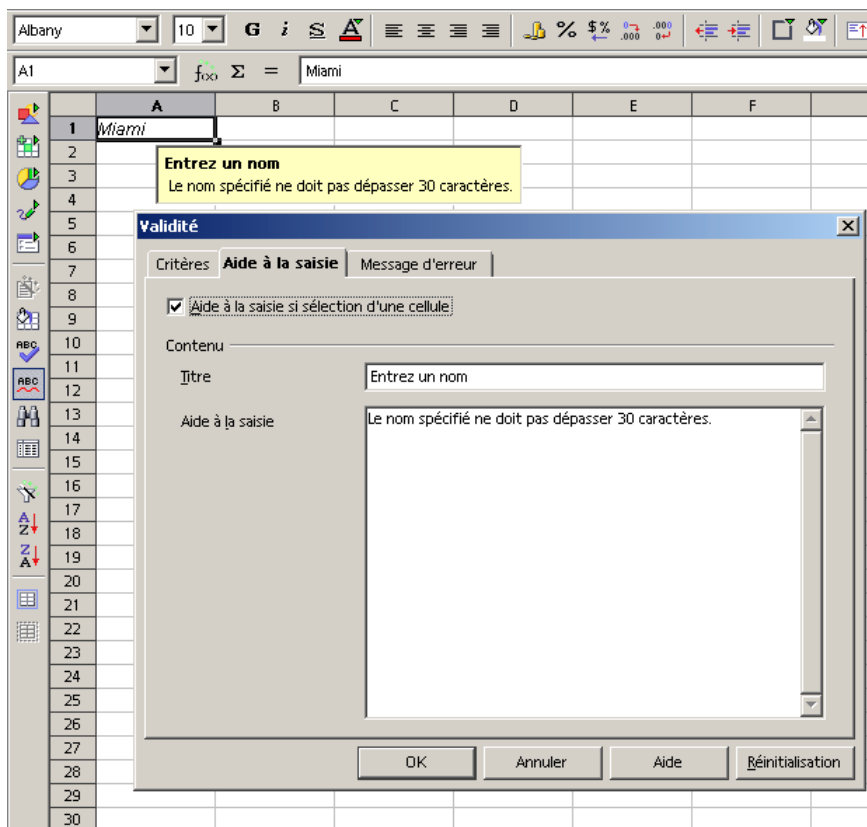 Albany 10 G i S A % $% .000 .000
A1 f(x) Σ = Miami
A B C D E F
1 Miami
2
Entrez un nom
3
Le nom spécifié ne doit pas dépasser 30 caractères.
4
5
Validité
6
Critères Aide à la saisie Message d'erreur
7
8
Aide à la saisie si sélection d'une cellule
9
ABC
10
Contenu
11
Titre Entrez un nom
ABC
12
13
Aide à la saisie Le nom spécifié ne doit pas dépasser 30 caractères.
14
15
16
17
A
Z
18
Z
A
19
20
21
22
23
24
25
26
27
OK Annuler Aide Réinitialisation
28
29
30